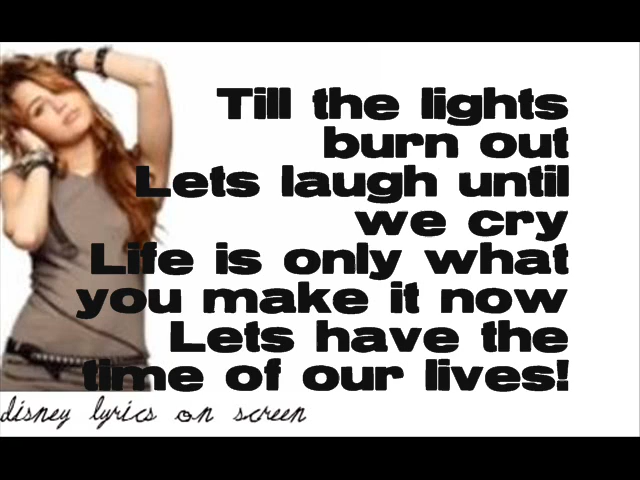 Till the lights
burn out
Lets laugh until
we cry
Life is only what
you make it now
Lets have the
time of our lives!
disney lyrics on screen